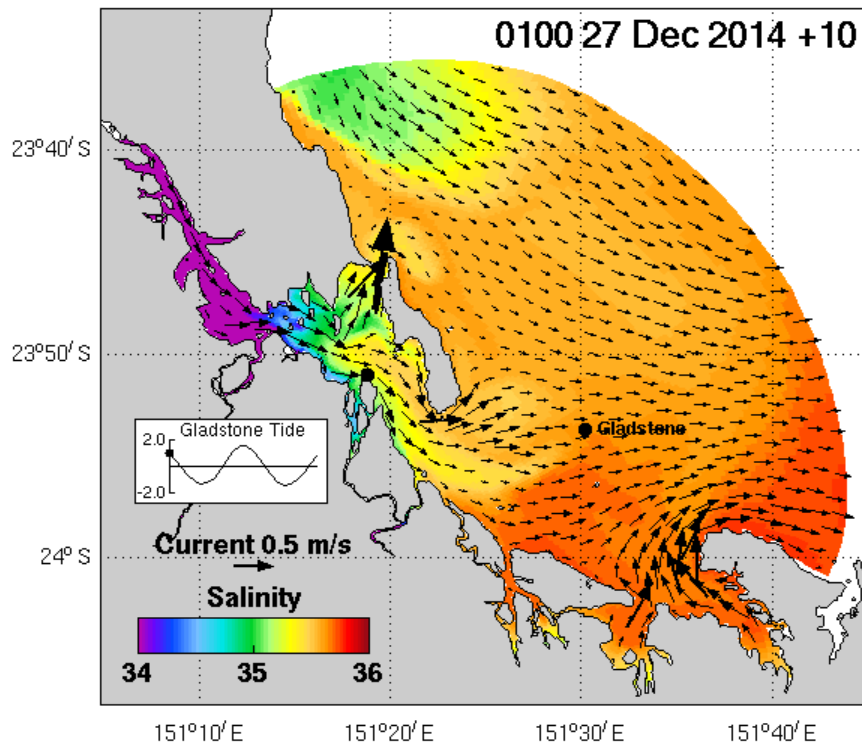 0100 27 Dec 2014 +10
23°40′ S
23°50′ S
Gladstone Tide
2.0
-2.0
Gladstone
24° S
Current 0.5 m/s
Salinity
34 35 36
151°10′ E 151°20′ E 151°30′ E 151°40′ E